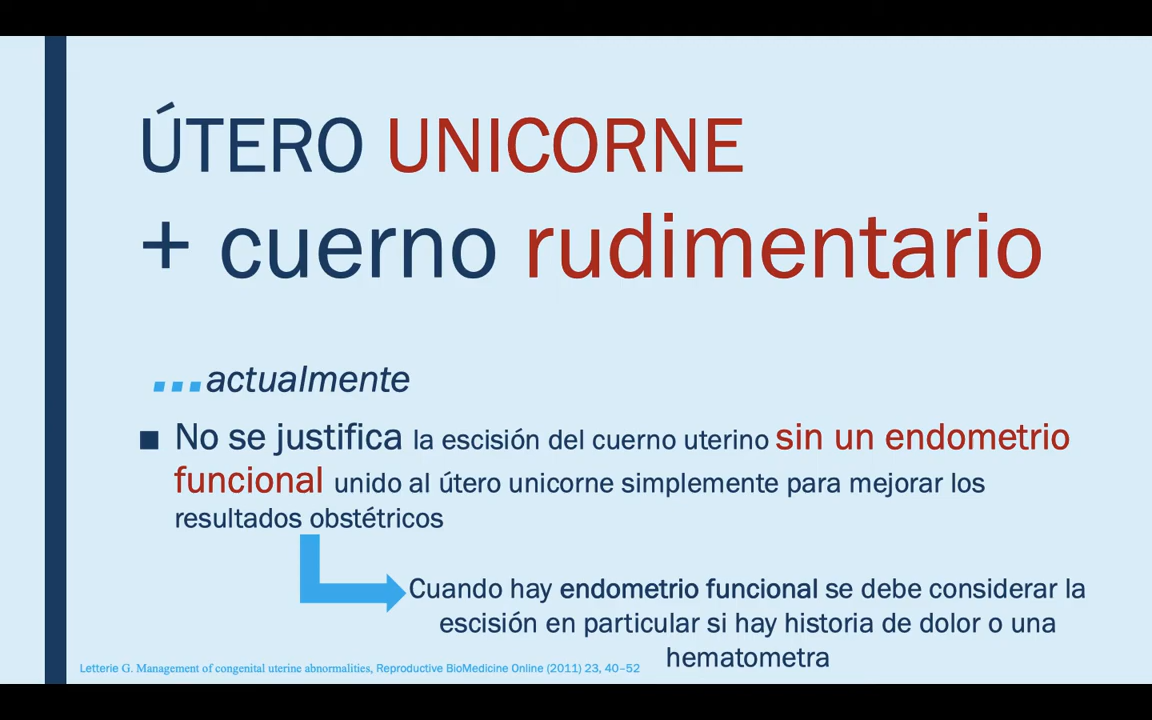 ÚTERO UNICORNE
+ cuerno rudimentario
...actualmente
■ No se justifica la escisión del cuerno uterino sin un endometrio
funcional unido al útero unicorne simplemente para mejorar los
resultados obstétricos
Cuando hay endometrio funcional se debe considerar la
escisión en particular si hay historia de dolor o una
hematometra
Letterie G. Management of congenital uterine abnormalities, Reproductive BioMedicine Online (2011) 23, 40–52